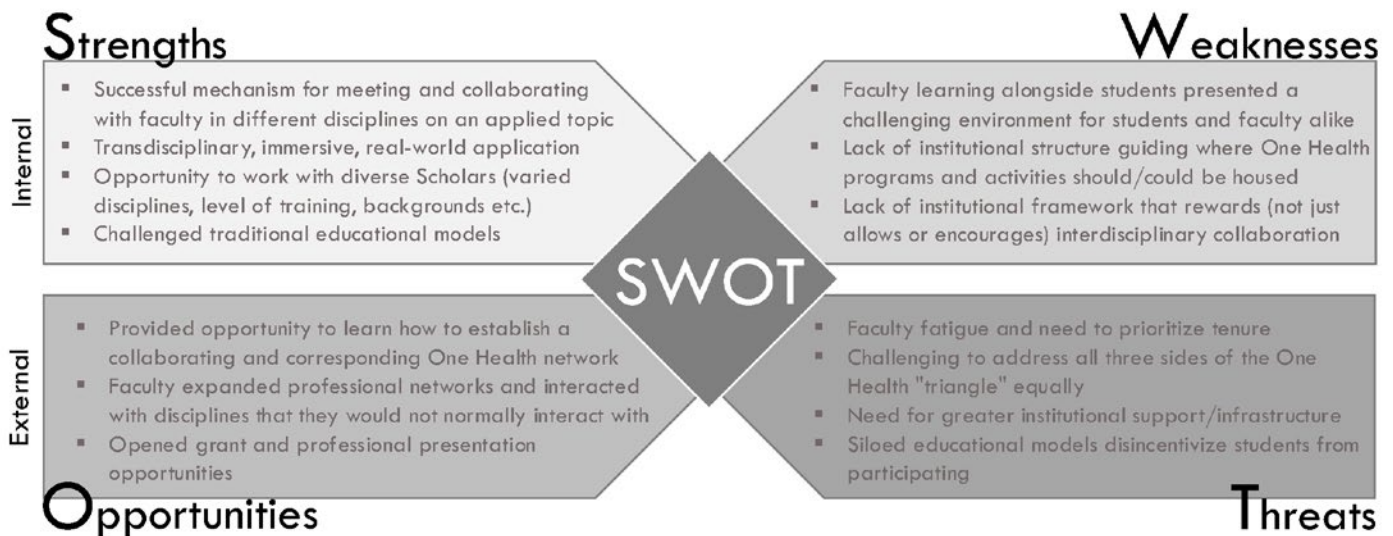 Strengths
▪ Successful mechanism for meeting and collaborating
with faculty in different disciplines on an applied topic
▪ Transdisciplinary, immersive, real-world application
▪ Opportunity to work with diverse Scholars (varied
disciplines, level of training, backgrounds etc.)
▪ Challenged traditional educational models
Weaknesses
▪ Faculty learning alongside students presented a
challenging environment for students and faculty alike
▪ Lack of institutional structure guiding where One Health
programs and activities should/could be housed
▪ Lack of institutional framework that rewards (not just
allows or encourages) interdisciplinary collaboration
Internal
SWOT
External
▪ Provided opportunity to learn how to establish a
collaborating and corresponding One Health network
▪ Faculty expanded professional networks and interacted
with disciplines that they would not normally interact with
▪ Opened grant and professional presentation
opportunities
Opportunities
▪ Faculty fatigue and need to prioritize tenure
▪ Challenging to address all three sides of the One
Health "triangle" equally
▪ Need for greater institutional support/infrastructure
▪ Siloed educational models disincentivize students from
participating
Threats